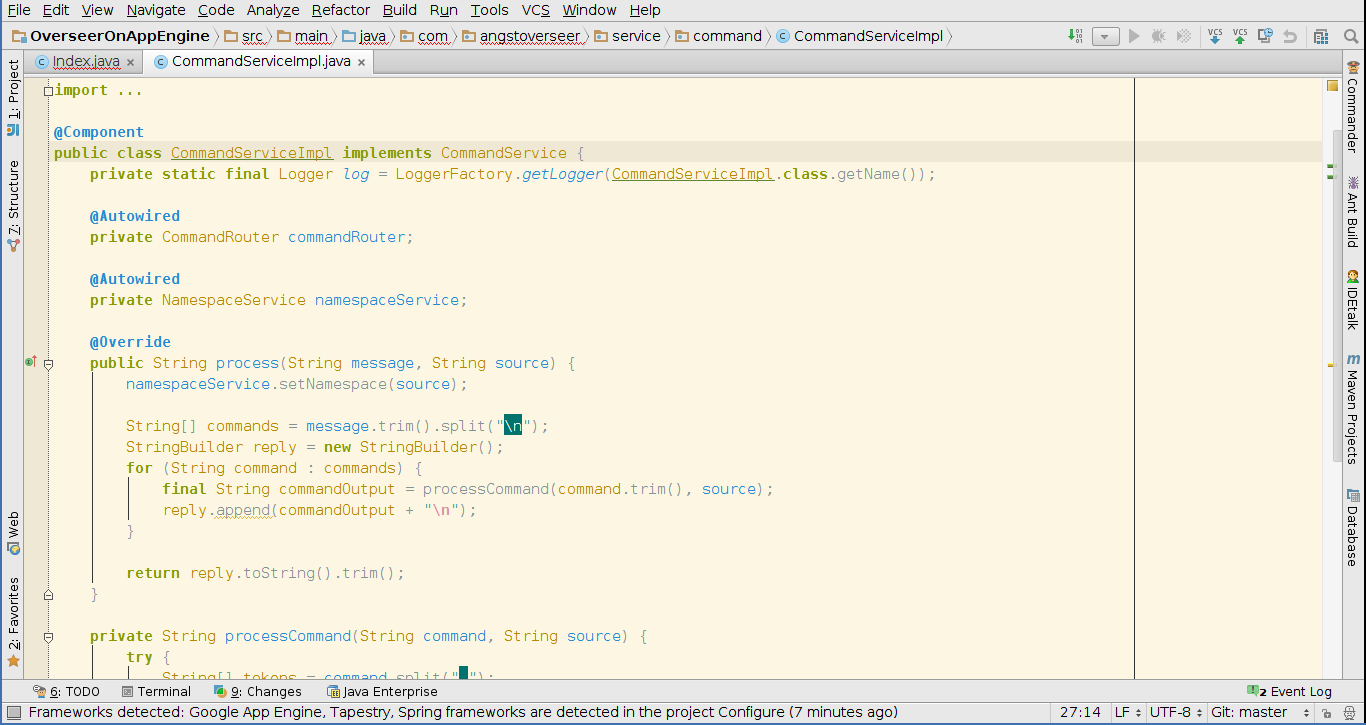 File Edit View Navigate Code Analyze Refactor Build Run Tools VCS Window Help
OverseerOnAppEngine src main java com angstoverseer service command CommandServiceImpl VCS VCS
Index.java × CommandServiceImpl.java ×
1: Project
7: Structure
Web
2: Favorites
import ...
@Component
public class CommandServiceImpl implements CommandService {
private static final Logger log = LoggerFactory.getLogger(CommandServiceImpl.class.getName());
@Autowired
private CommandRouter commandRouter;
@Autowired
private NamespaceService namespaceService;
@Override
public String process(String message, String source) {
namespaceService.setNamespace(source);
String[] commands = message.trim().split("\n");
StringBuilder reply = new StringBuilder();
for (String command : commands) {
final String commandOutput = processCommand(command.trim(), source);
reply.append(commandOutput + "\n");
}
return reply.toString().trim();
}
private String processCommand(String command, String source) {
try {
String[] tokens = command.split(" ");
Commander
Ant Build
IDEtalk
Maven Projects
Database
6: TODO Terminal 9: Changes Java Enterprise 2 Event Log
Frameworks detected: Google App Engine, Tapestry, Spring frameworks are detected in the project Configure (7 minutes ago) 27:14 LF UTF-8 Git: master